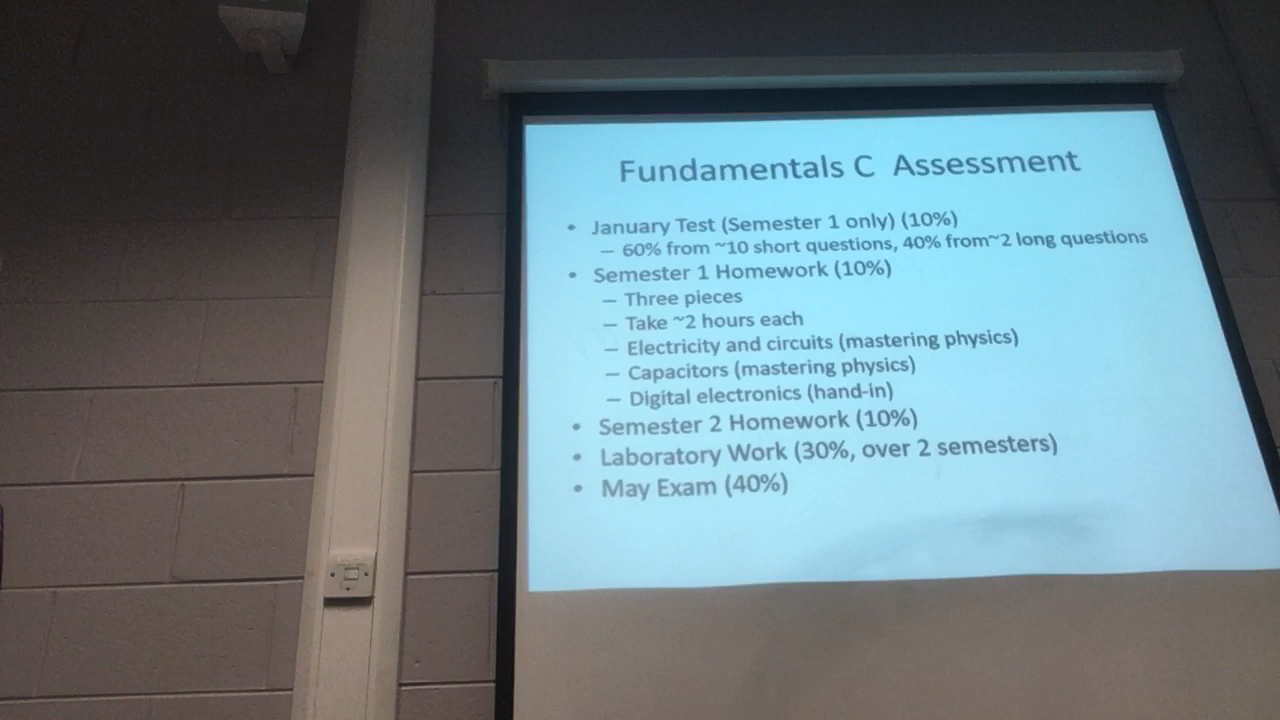 Fundamentals C Assessment
• January Test (Semester 1 only) (10%)
– 60% from ~10 short questions, 40% from~2 long questions
• Semester 1 Homework (10%)
– Three pieces
– Take ~2 hours each
– Electricity and circuits (mastering physics)
– Capacitors (mastering physics)
– Digital electronics (hand-in)
• Semester 2 Homework (10%)
• Laboratory Work (30%, over 2 semesters)
• May Exam (40%)